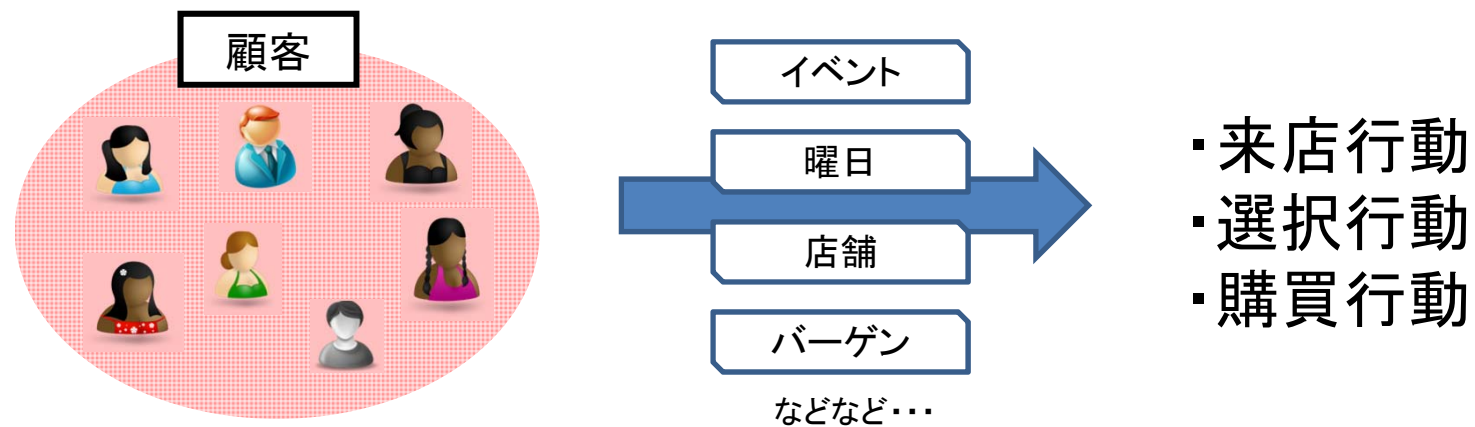 顧客
イベント
曜日
店舗
バーゲン
などなど・・・
・来店行動
・選択行動
・購買行動